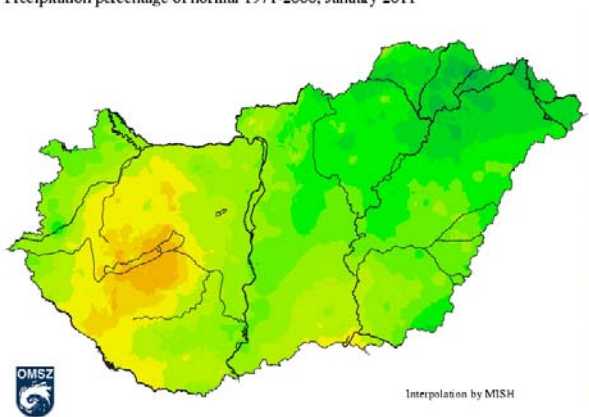 Precipitation percentage of normal 1971-2000, January 2011
OMSZ
Interpolation by MISH